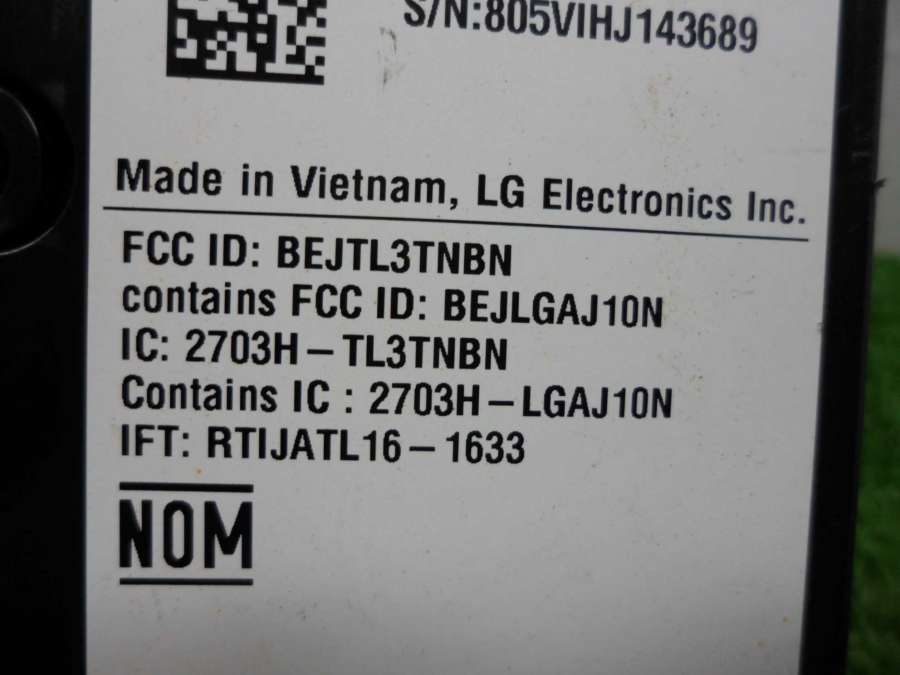 S/N:805VIHJ143689
Made in Vietnam, LG Electronics Inc.
FCC ID: BEJTL3TNBN
contains FCC ID: BEJLGAJ10N
IC: 2703H-TL3TNBN
Contains IC : 2703H-LGAJ10N
IFT: RTIJATL16-1633
NOM